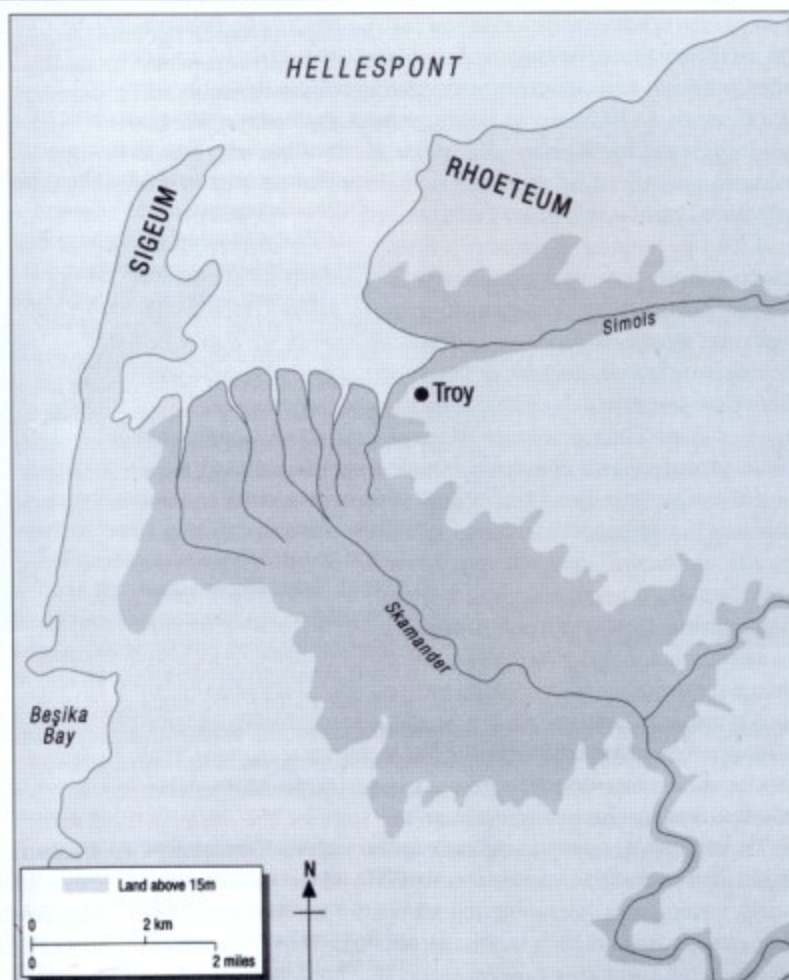 HELLESPONT
RHOETEUM
SIGEUM
Simois
Troy
Skamander
Beşika
Bay
N
Land above 15m
0 2 km
0 2 miles